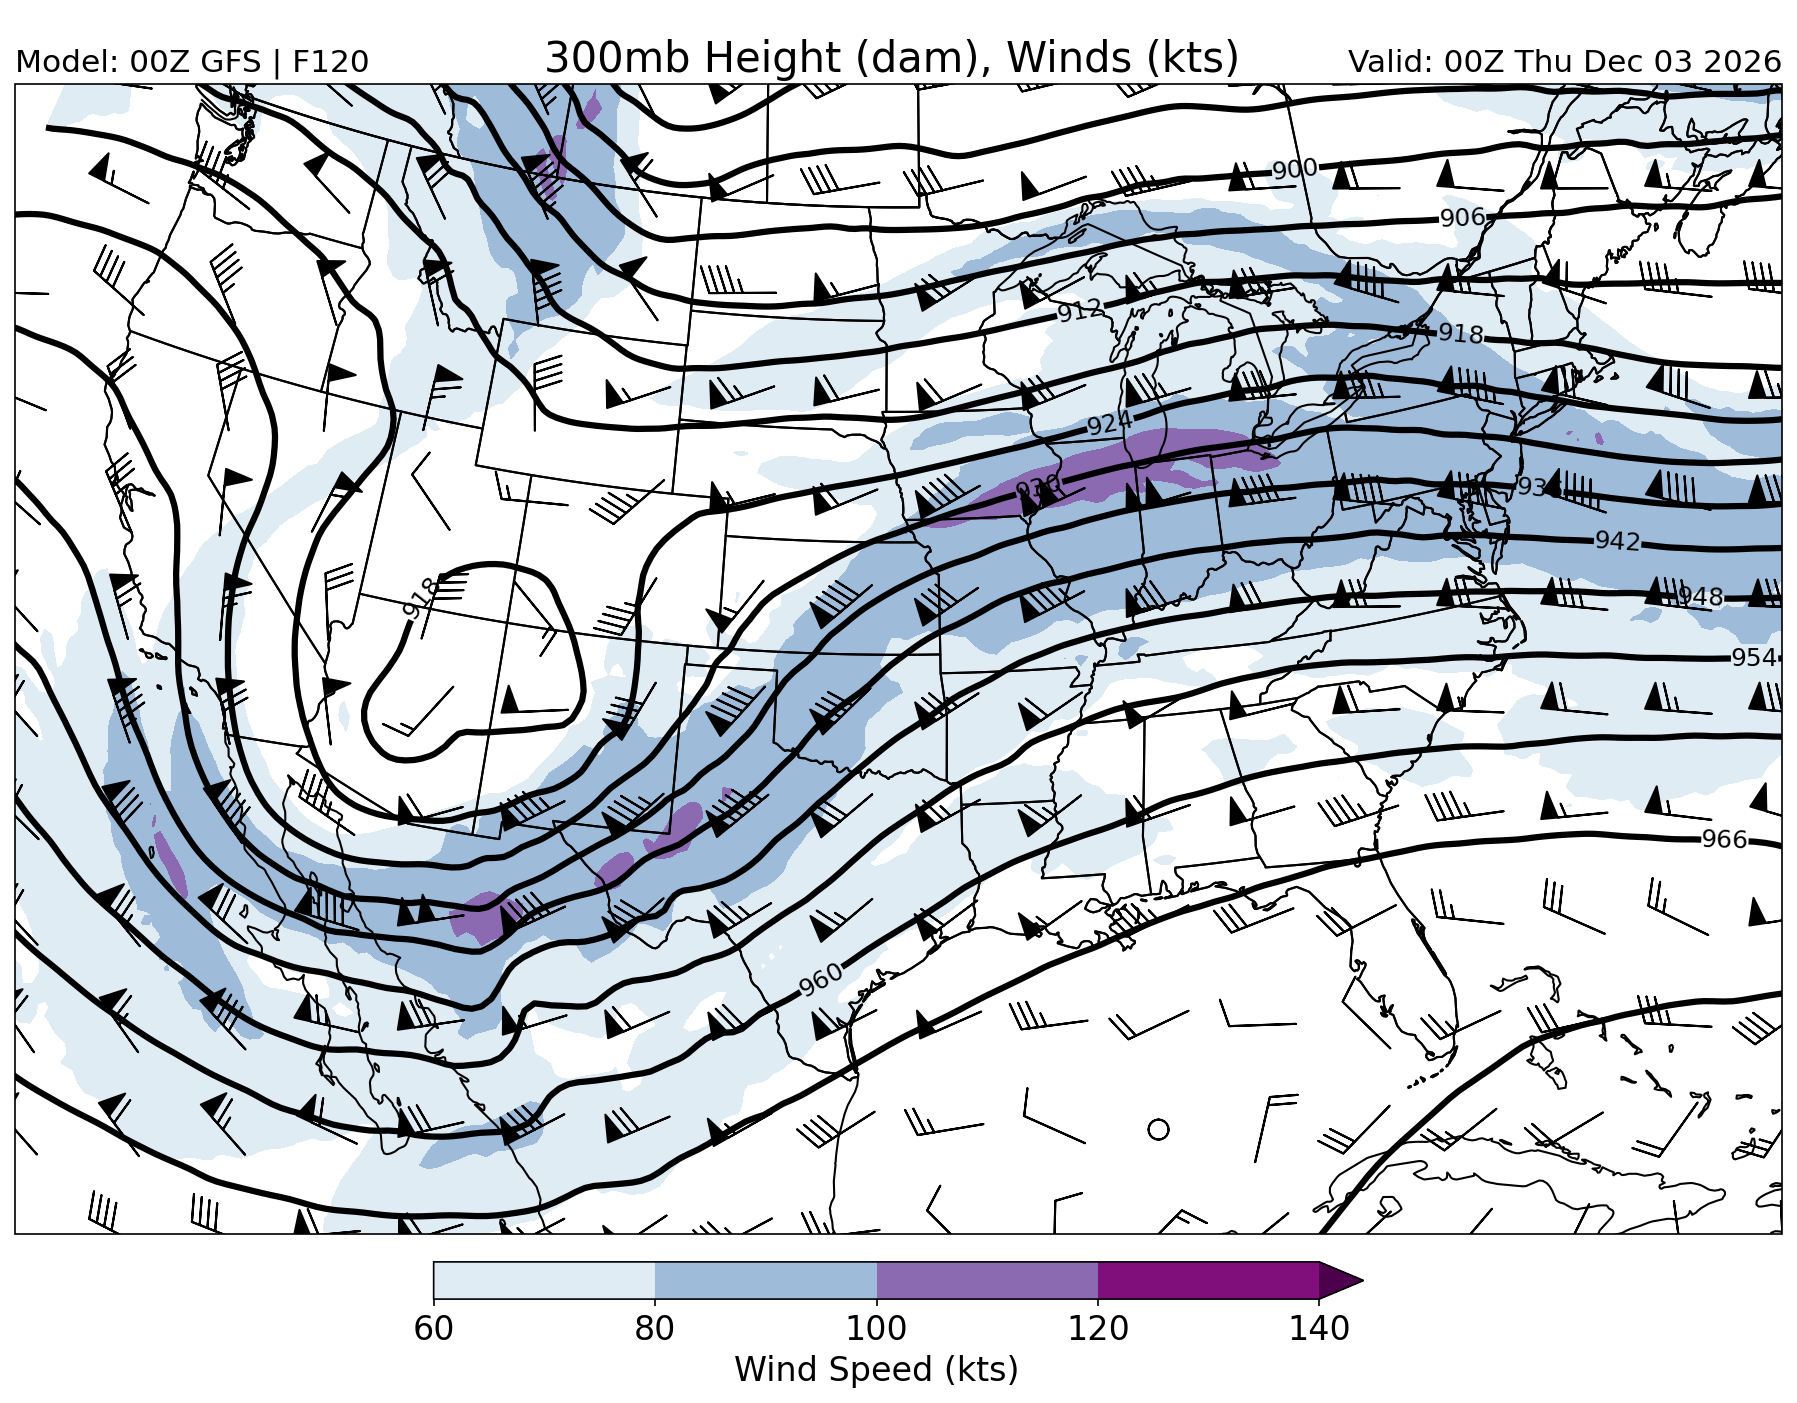 Model: 00Z GFS | F120
300mb Height (dam), Winds (kts)
Valid: 00Z Thu Dec 03 2026
900
906
912
918
924
930
936
942
918
948
954
966
960
60 80 100 120 140
Wind Speed (kts)